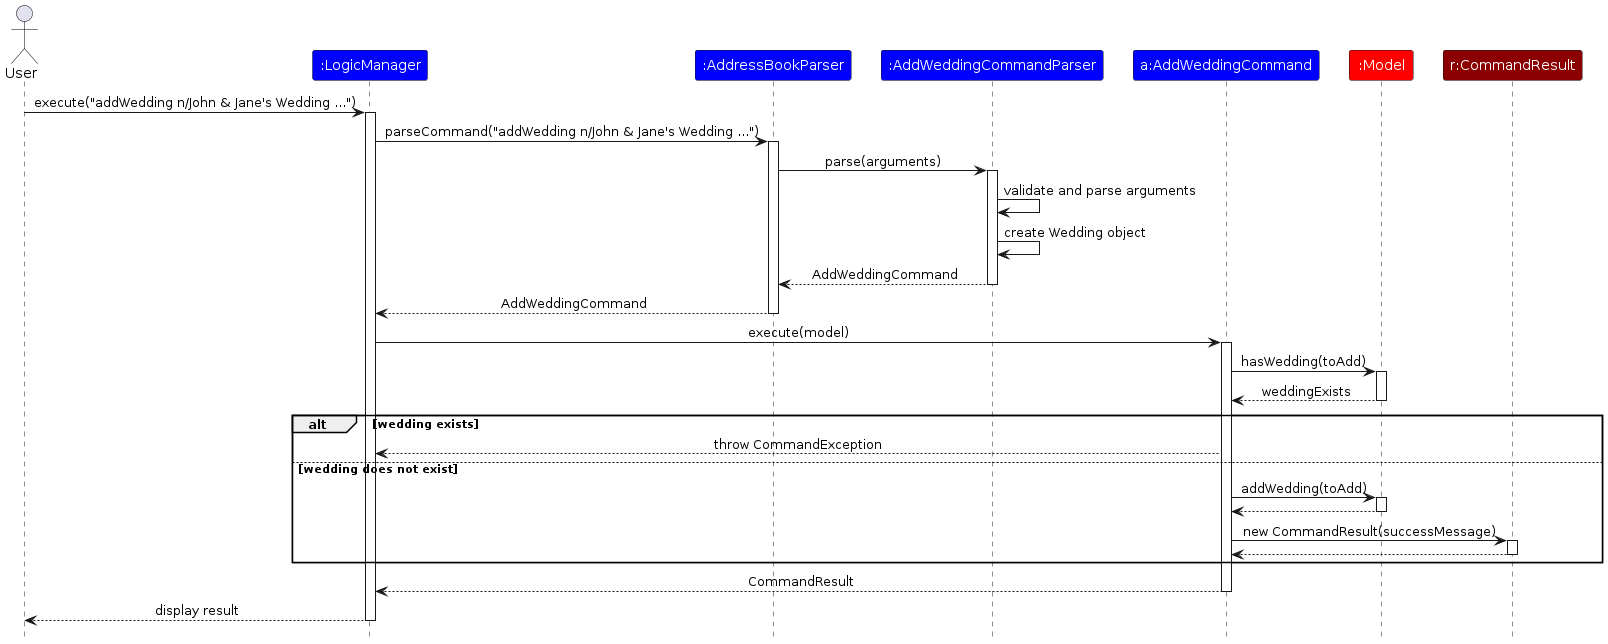 User
:LogicManager
:AddressBookParser
:AddWeddingCommandParser
a:AddWeddingCommand
:Model
r:CommandResult
execute("addWedding n/John & Jane's Wedding ...")
parseCommand("addWedding n/John & Jane's Wedding ...")
parse(arguments)
validate and parse arguments
create Wedding object
AddWeddingCommand
AddWeddingCommand
execute(model)
hasWedding(toAdd)
weddingExists
alt
[wedding exists]
throw CommandException
[wedding does not exist]
addWedding(toAdd)
new CommandResult(successMessage)
CommandResult
display result